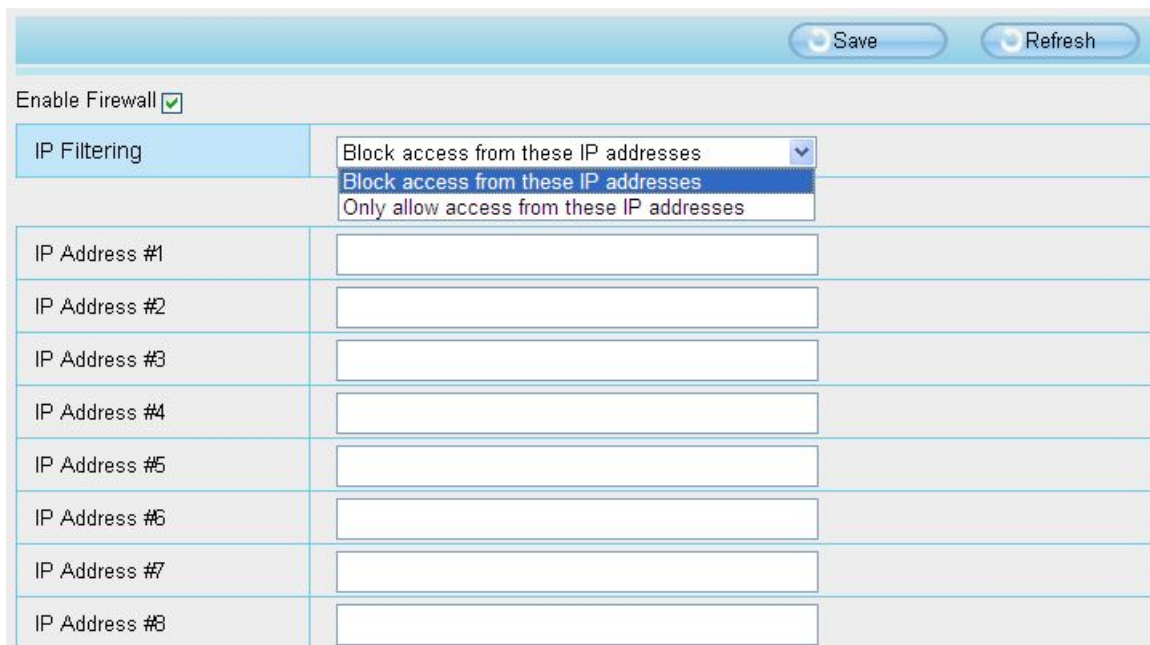 Save Refresh
Enable Firewall
IP Filtering Block access from these IP addresses
Block access from these IP addresses
Only allow access from these IP addresses
IP Address #1
IP Address #2
IP Address #3
IP Address #4
IP Address #5
IP Address #6
IP Address #7
IP Address #8